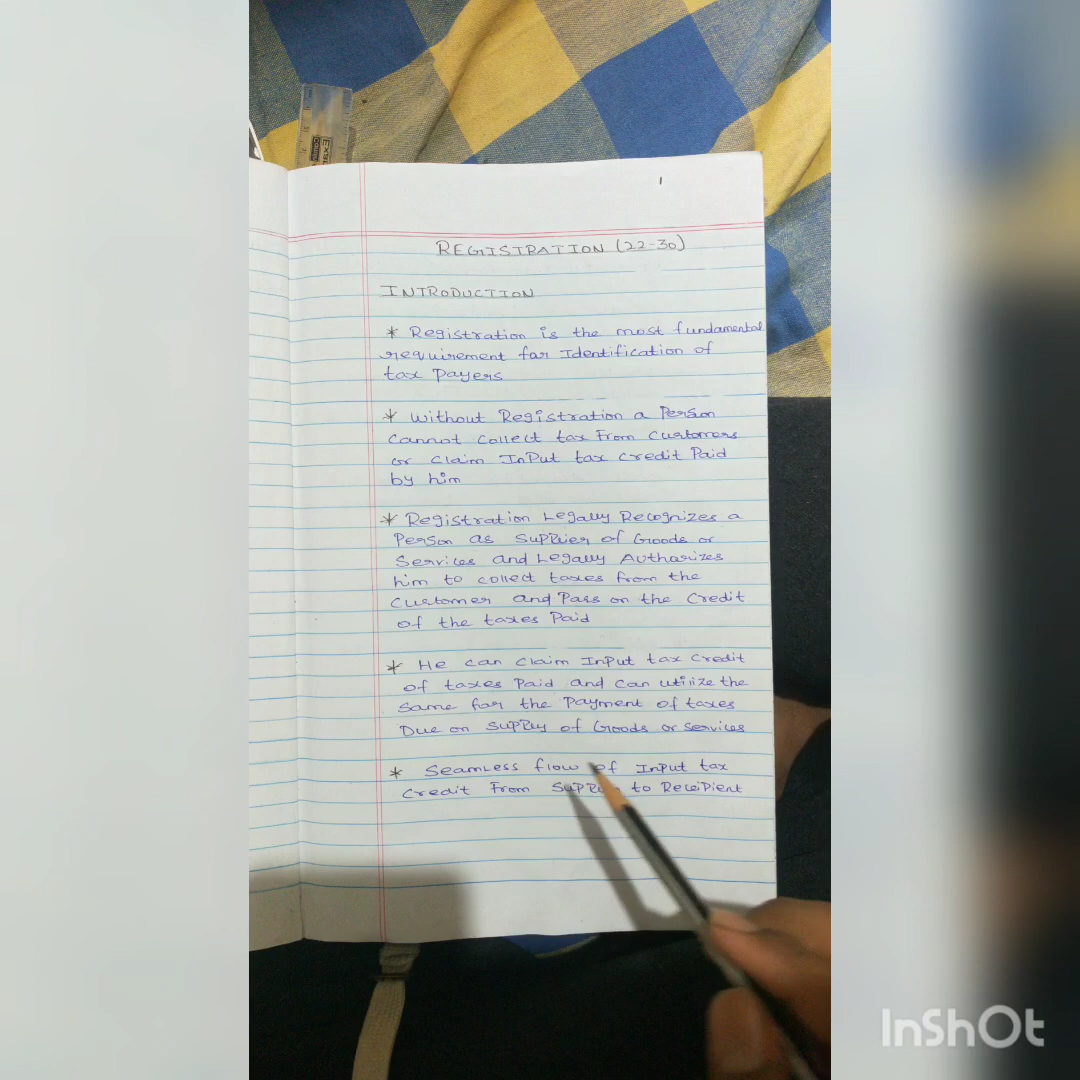 1
REGISTRATION (22-30)
INTRODUCTION
* Registration is the most fundamental
requirement for Identification of
tax payers
* Without Registration a Person
cannot collect tax from customers
or claim Input tax credit Paid
by him
* Registration Legally Recognizes a
Person as Supplier of Goods or
Services and Legally Authorizes
him to collect taxes from the
customer and Pass on the credit
of the taxes Paid
* He can claim Input tax credit
of taxes Paid and can utilize the
same for the payment of taxes
Due on supply of Goods or services
* Seamless flow of Input tax
credit From to Receipient
InShOt